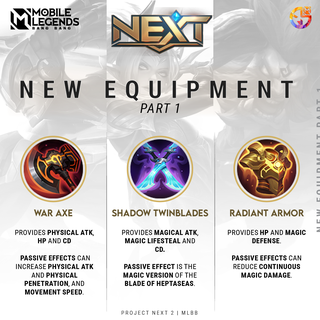 MOBILE
LEGENDS
BANG BANG
NEXT
NEW EQUIPMENT
PART 1
WAR AXE
PROVIDES PHYSICAL ATK,
HP AND CD
PASSIVE EFFECTS CAN
INCREASE PHYSICAL ATK
AND PHYSICAL
PENETRATION, AND
MOVEMENT SPEED.
SHADOW TWINBLADES
PROVIDES MAGICAL ATK,
MAGIC LIFESTEAL AND
CD.
PASSIVE EFFECT IS THE
MAGIC VERSION OF THE
BLADE OF HEPTASEAS.
RADIANT ARMOR
PROVIDES HP AND MAGIC
DEFENSE.
PASSIVE EFFECTS CAN
REDUCE CONTINUOUS
MAGIC DAMAGE.
NEW EQUIPMENT PART 1
PROJECT NEXT 2 | MLBB